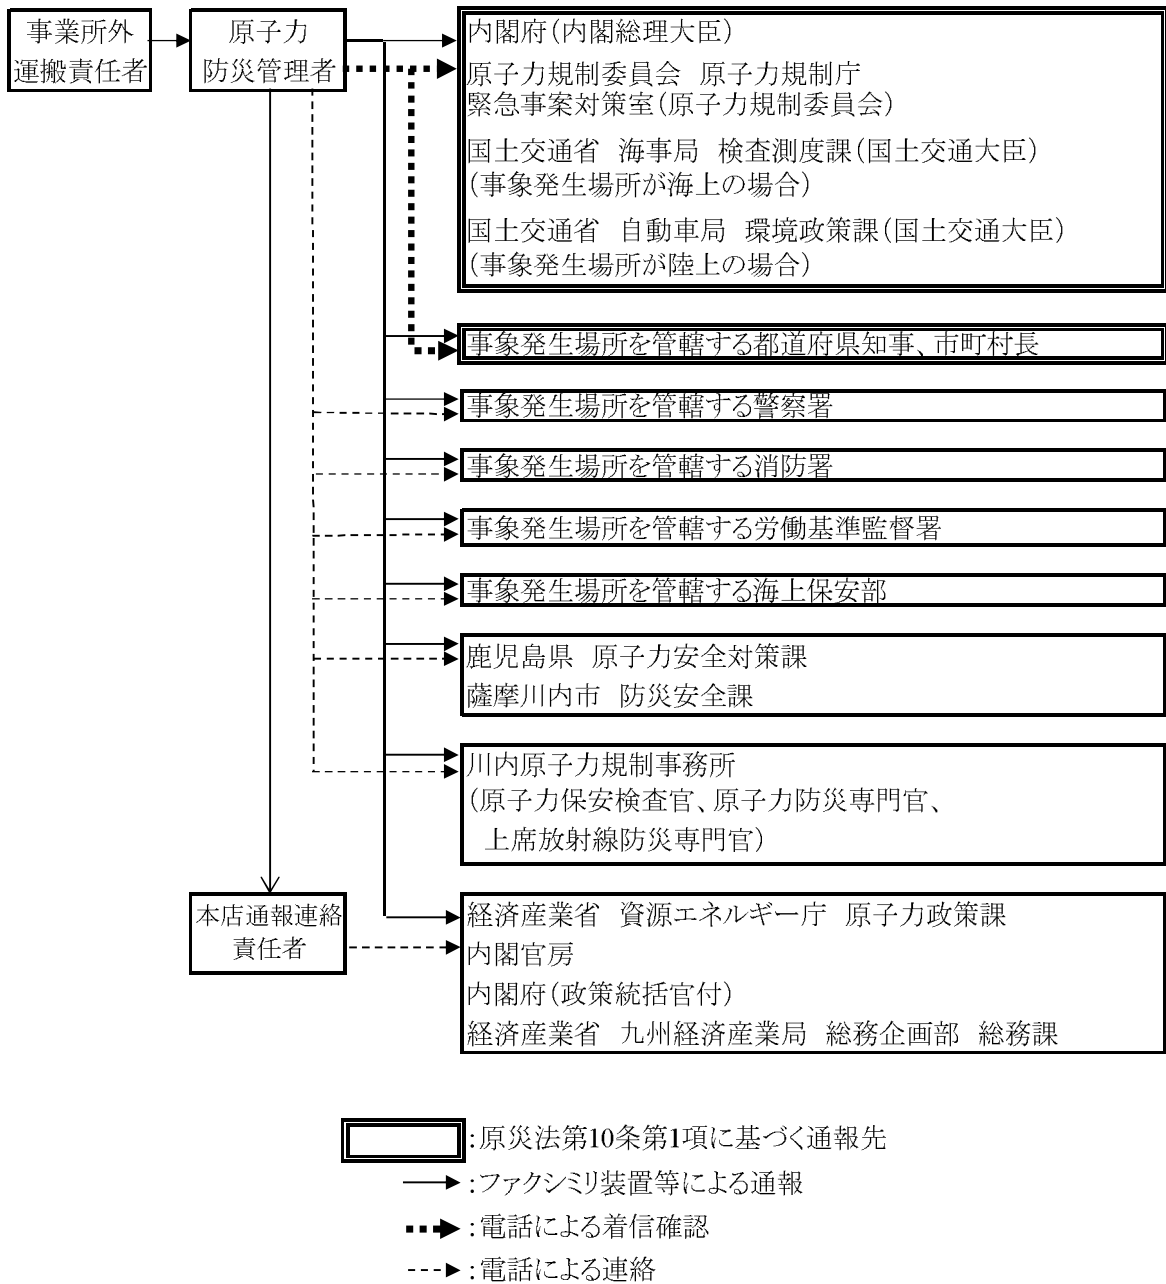 事業所外
運搬責任者
原子力
防災管理者
内閣府(内閣総理大臣)
原子力規制委員会 原子力規制庁
緊急事案対策室(原子力規制委員会)
国土交通省 海事局 検査測度課(国土交通大臣)
(事象発生場所が海上の場合)
国土交通省 自動車局 環境政策課(国土交通大臣)
(事象発生場所が陸上の場合)
事象発生場所を管轄する都道府県知事、市町村長
事象発生場所を管轄する警察署
事象発生場所を管轄する消防署
事象発生場所を管轄する労働基準監督署
事象発生場所を管轄する海上保安部
鹿児島県 原子力安全対策課
薩摩川内市 防災安全課
川内原子力規制事務所
(原子力保安検査官、原子力防災専門官、
上席放射線防災専門官)
本店通報連絡
責任者
経済産業省 資源エネルギー庁 原子力政策課
内閣官房
内閣府(政策統括官付)
経済産業省 九州経済産業局 総務企画部 総務課
:原災法第10条第1項に基づく通報先
:ファクシミリ装置等による通報
:電話による着信確認
:電話による連絡